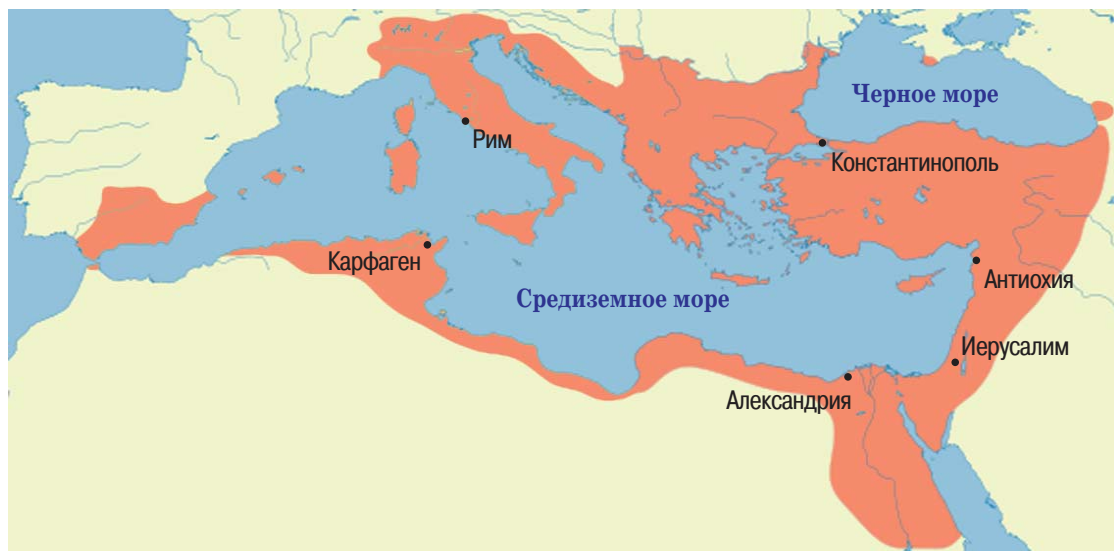 Черное море
Рим
Константинополь
Карфаген
Антиохия
Средиземное море
Иерусалим
Александрия